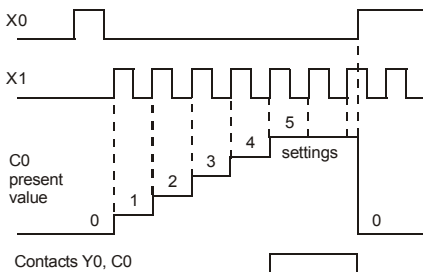 X0
X1
5
4
settings
3
C0
2
present
value
1
0
0
Contacts Y0, C0